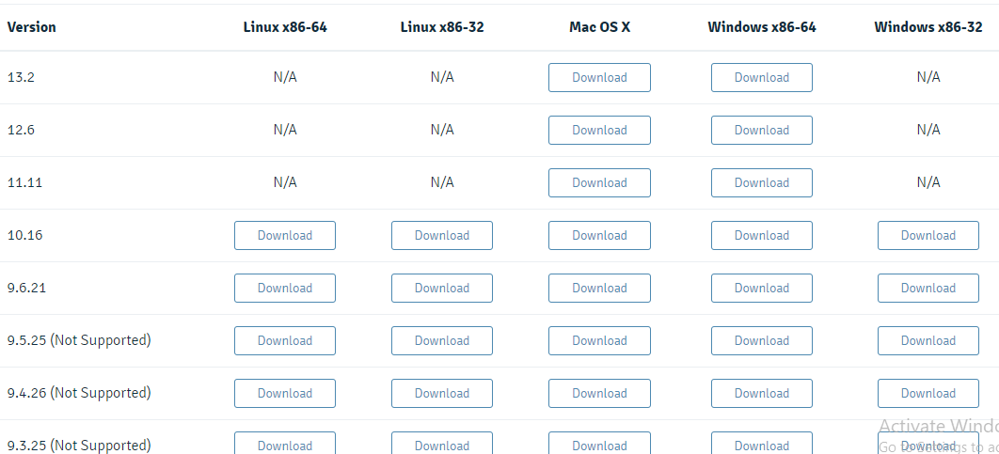 Version Linux x86-64 Linux x86-32 Mac OS X Windows x86-64 Windows x86-32
13.2 N/A N/A Download Download N/A
12.6 N/A N/A Download Download N/A
11.11 N/A N/A Download Download N/A
10.16 Download Download Download Download Download
9.6.21 Download Download Download Download Download
9.5.25 (Not Supported) Download Download Download Download Download
9.4.26 (Not Supported) Download Download Download Download Download
Activate Windo
9.3.25 (Not Supported) Download Download Download Download Download
Go to Settings to ac